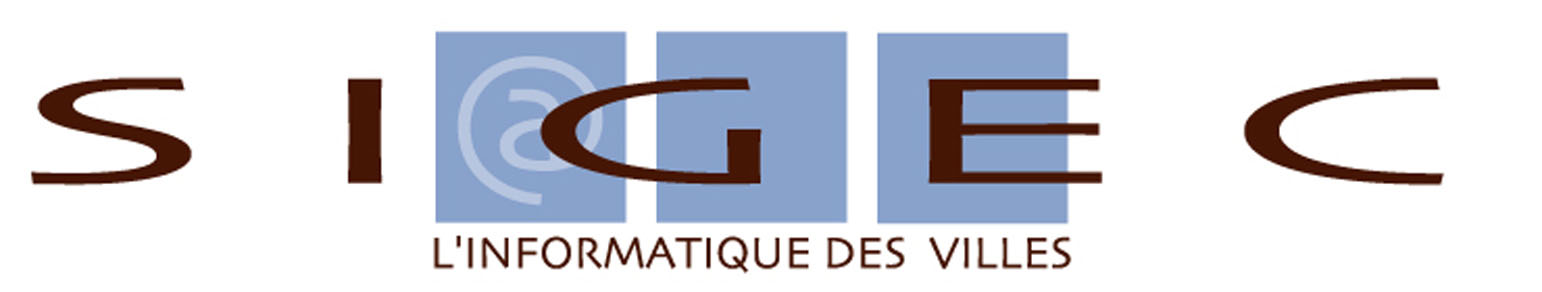 SIGEC
@
L'INFORMATIQUE DES VILLES